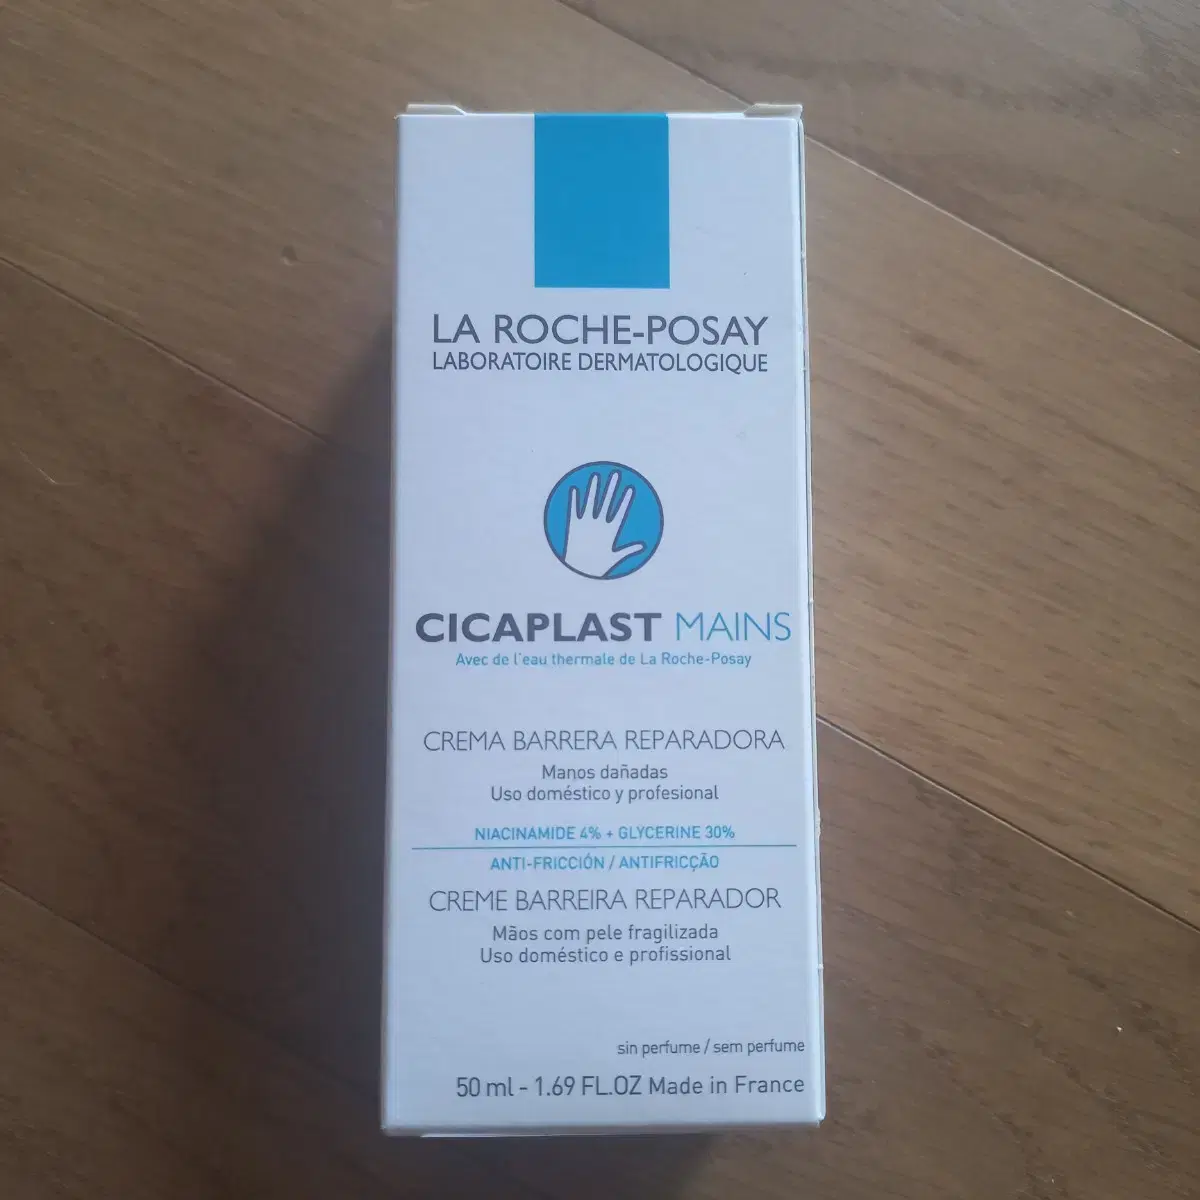 LA ROCHE-POSAY
LABORATOIRE DERMATOLOGIQUE
CICAPLAST MAINS
Avec de l'eau thermale de La Roche-Posay
CREMA BARRERA REPARADORA
Manos dañadas
Uso doméstico y profesional
NIACINAMIDE 4% + GLYCERINE 30%
ANTI-FRICCIÓN / ANTIFRICÇÃO
CREME BARREIRA REPARADOR
Mãos com pele fragilizada
Uso doméstico e profissional
sin perfume / sem perfume
50 ml - 1.69 FL.OZ Made in France